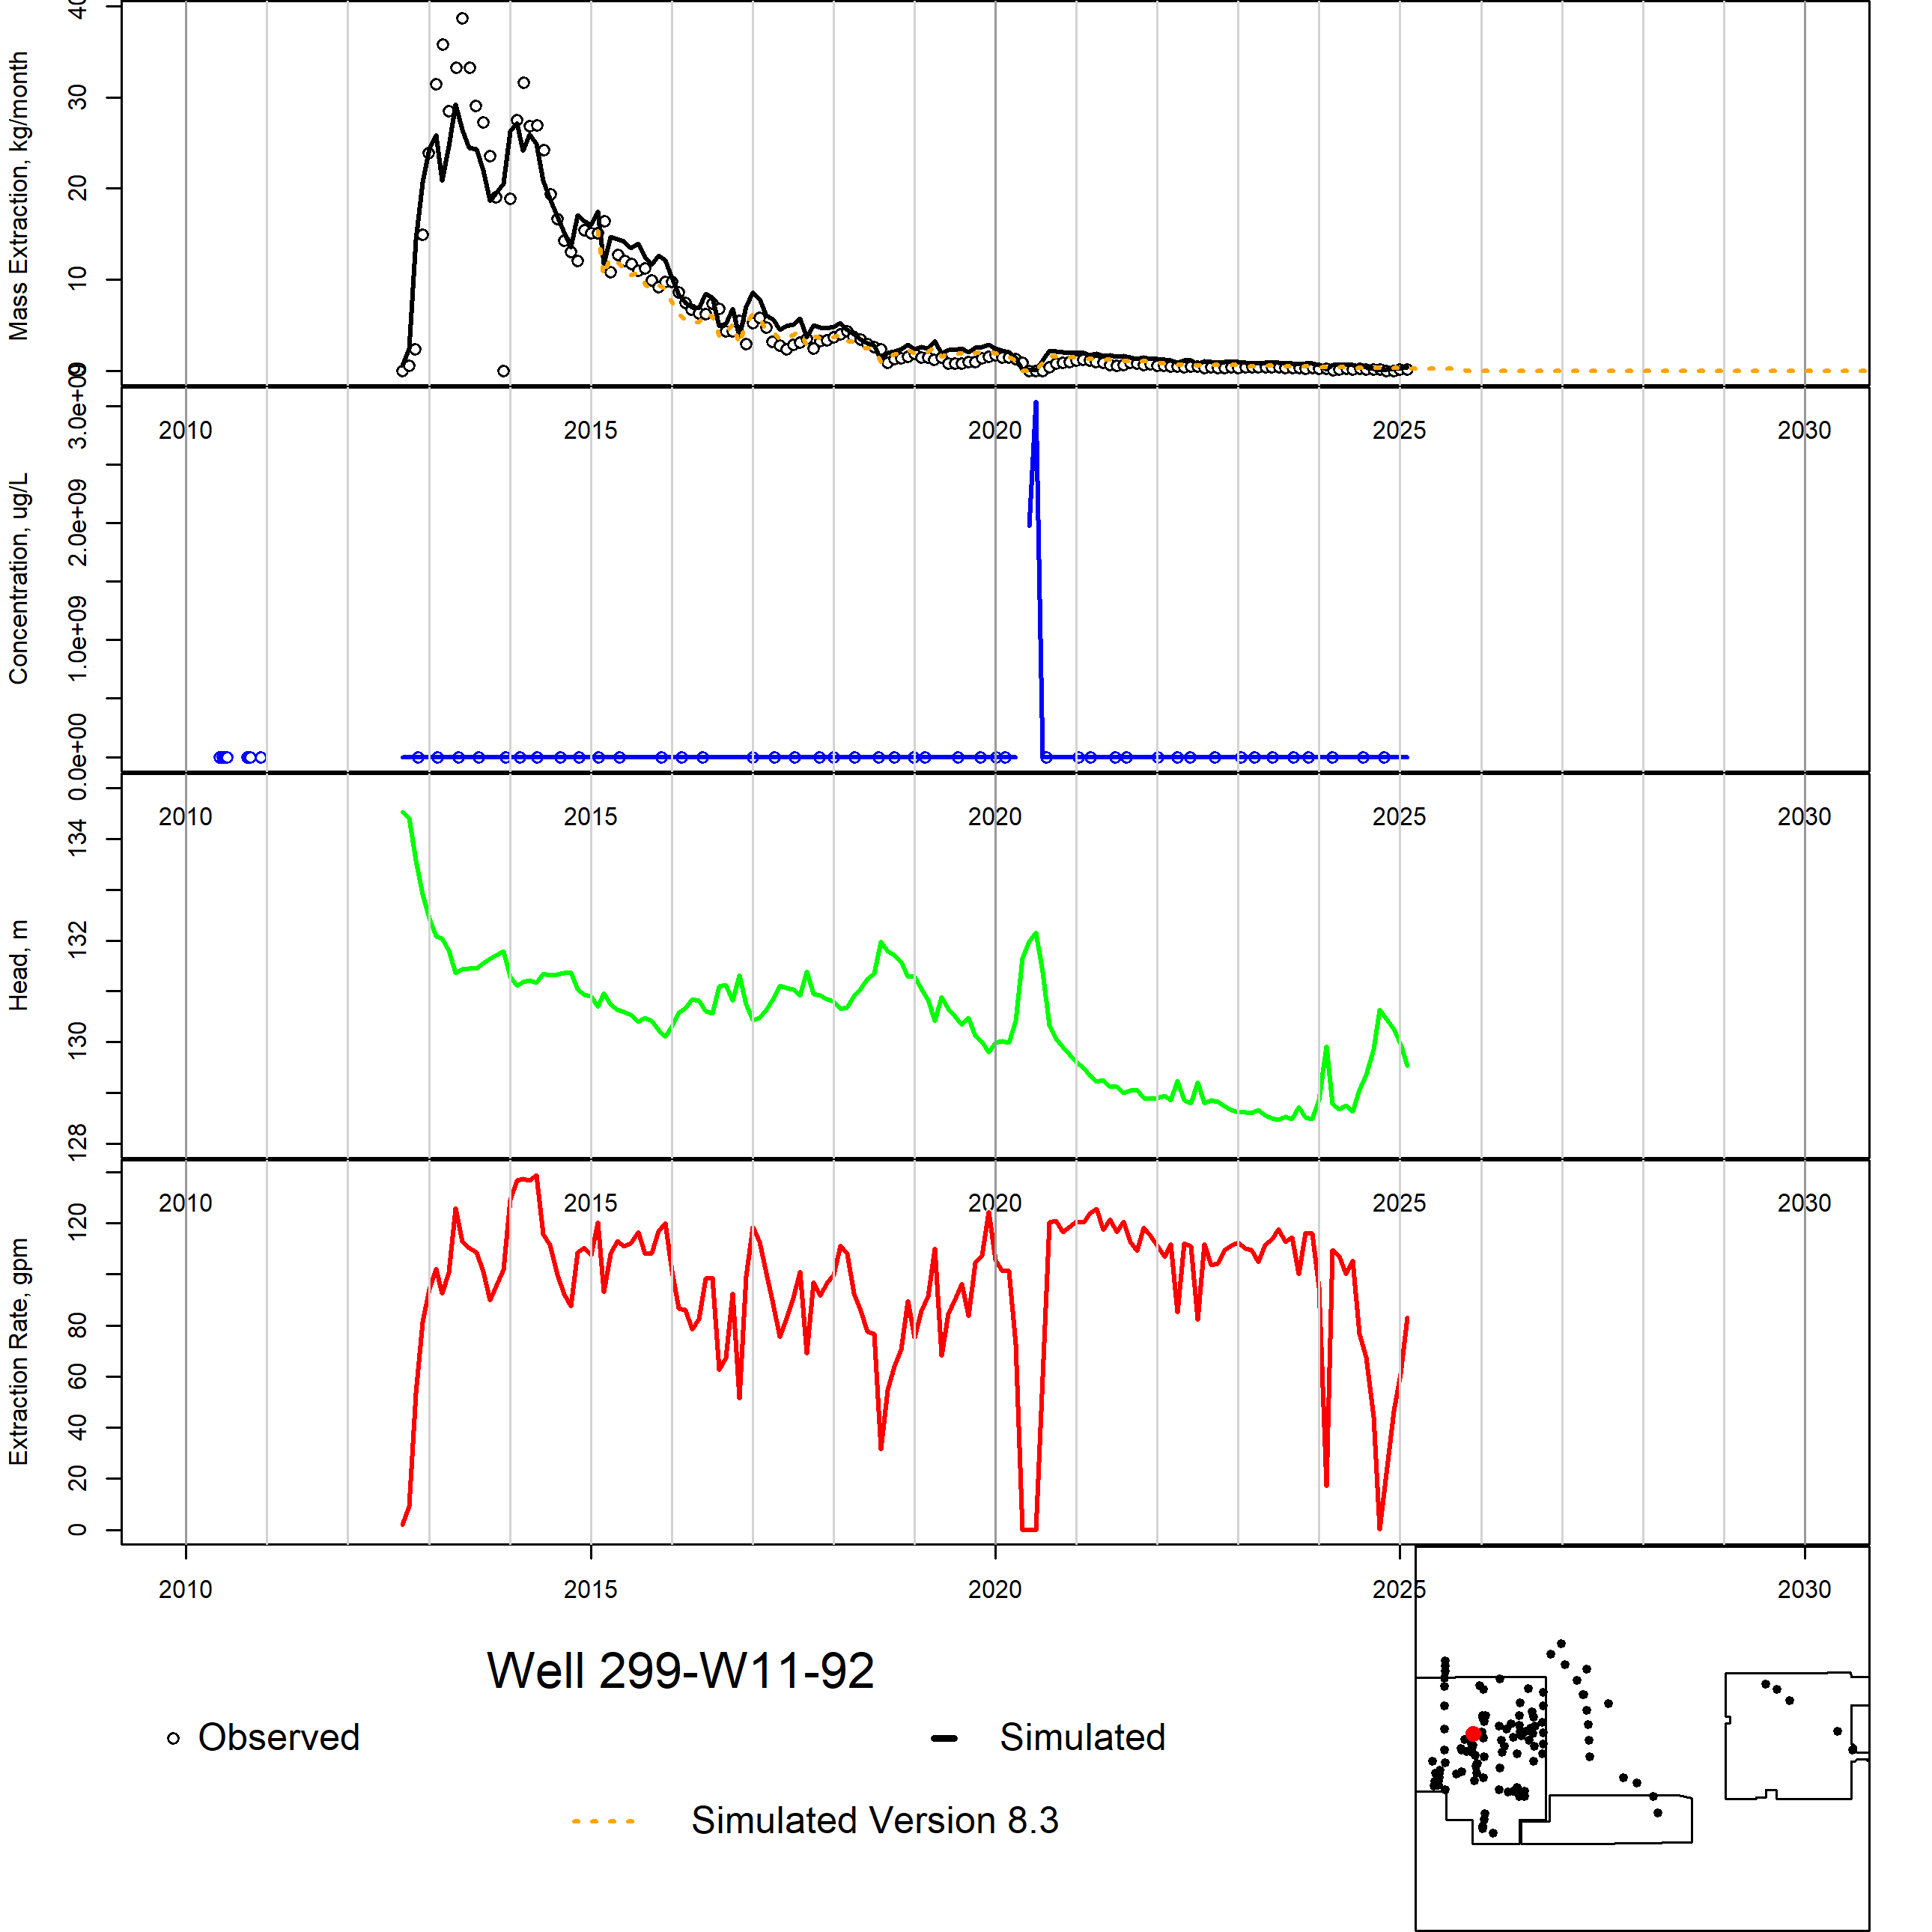 Mass Extraction, kg/month
0
10
20
30
40
2010 2015 2020 2025 2030
Concentration, ug/L
0.0e+00
1.0e+09
2.0e+09
3.0e+09
2010 2015 2020 2025 2030
Head, m
128
130
132
134
2010 2015 2020 2025 2030
Extraction Rate, gpm
0
20
40
60
80
120
2010 2015 2020 2025 2030
Well 299-W11-92
Observed
Simulated
Simulated Version 8.3